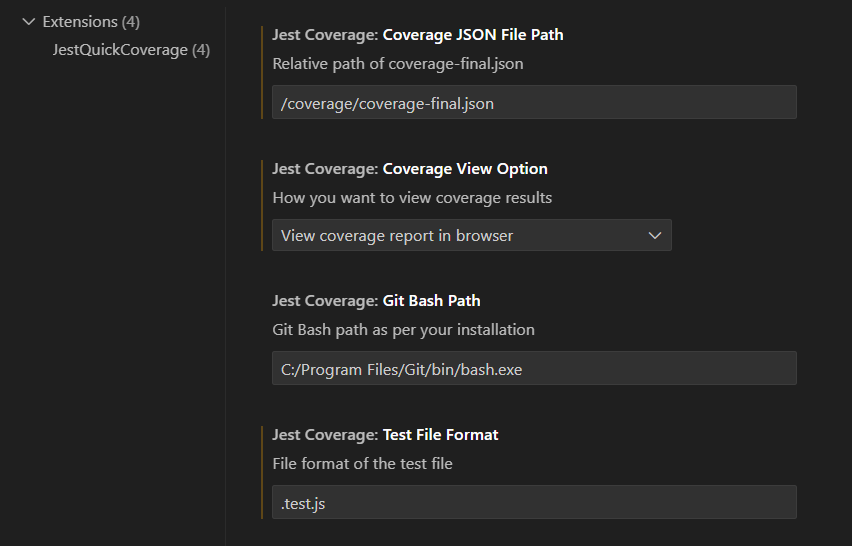 Extensions (4)
JestQuickCoverage (4)
Jest Coverage: Coverage JSON File Path
Relative path of coverage-final.json
/coverage/coverage-final.json
Jest Coverage: Coverage View Option
How you want to view coverage results
View coverage report in browser
Jest Coverage: Git Bash Path
Git Bash path as per your installation
C:/Program Files/Git/bin/bash.exe
Jest Coverage: Test File Format
File format of the test file
.test.js